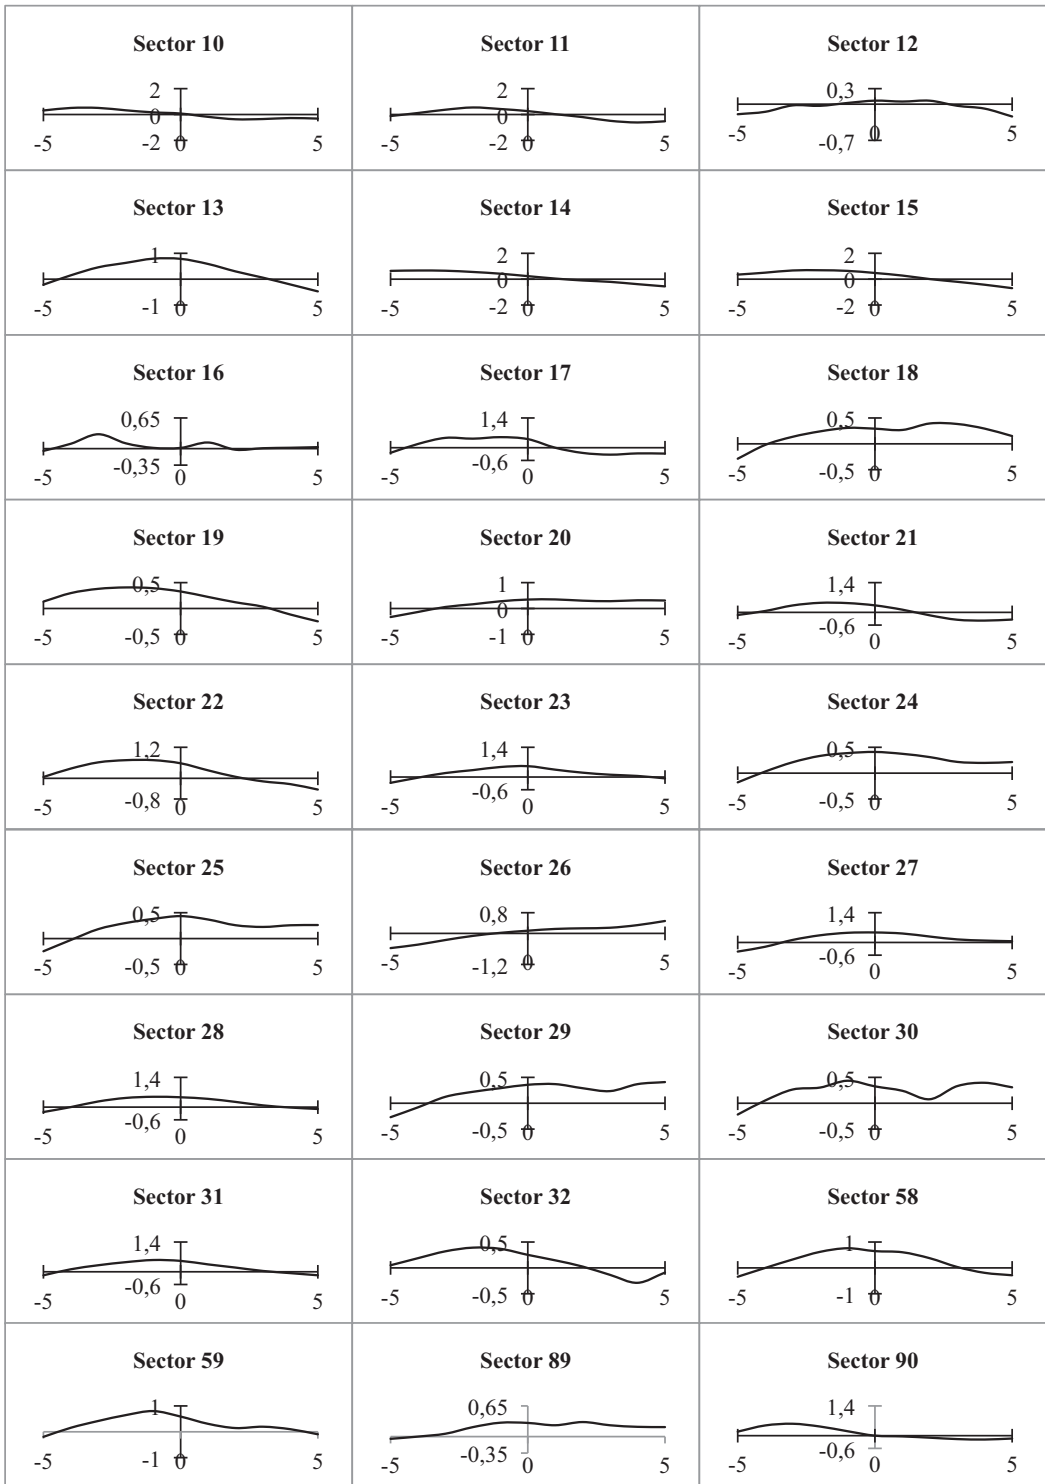 Sector 10 Sector 11 Sector 12
2 2 0,3
0 0
-5 -2 0 5 -5 -2 0 5 -5 -0,7 0 5
Sector 13 Sector 14 Sector 15
1 2 2
0 0
-5 -1 0 5 -5 -2 0 5 -5 -2 0 5
Sector 16 Sector 17 Sector 18
0,65 1,4 0,5
-5 -0,35 0 5 -5 -0,6 0 5 -5 -0,5 0 5
Sector 19 Sector 20 Sector 21
0,5 1 1,4
0
-5 -0,5 0 5 -5 -1 0 5 -5 -0,6 0 5
Sector 22 Sector 23 Sector 24
1,2 1,4 0,5
-5 -0,8 0 5 -5 -0,6 0 5 -5 -0,5 0 5
Sector 25 Sector 26 Sector 27
0,5 0,8 1,4
-5 -0,5 0 5 -5 -1,2 0 5 -5 -0,6 0 5
Sector 28 Sector 29 Sector 30
1,4 0,5 0,5
-5 -0,6 0 5 -5 -0,5 0 5 -5 -0,5 0 5
Sector 31 Sector 32 Sector 58
1,4 0,5 1
-5 -0,6 0 5 -5 -0,5 0 5 -5 -1 0 5
Sector 59 Sector 89 Sector 90
1 0,65 1,4
-5 -1 0 5 -5 -0,35 0 5 -5 -0,6 0 5